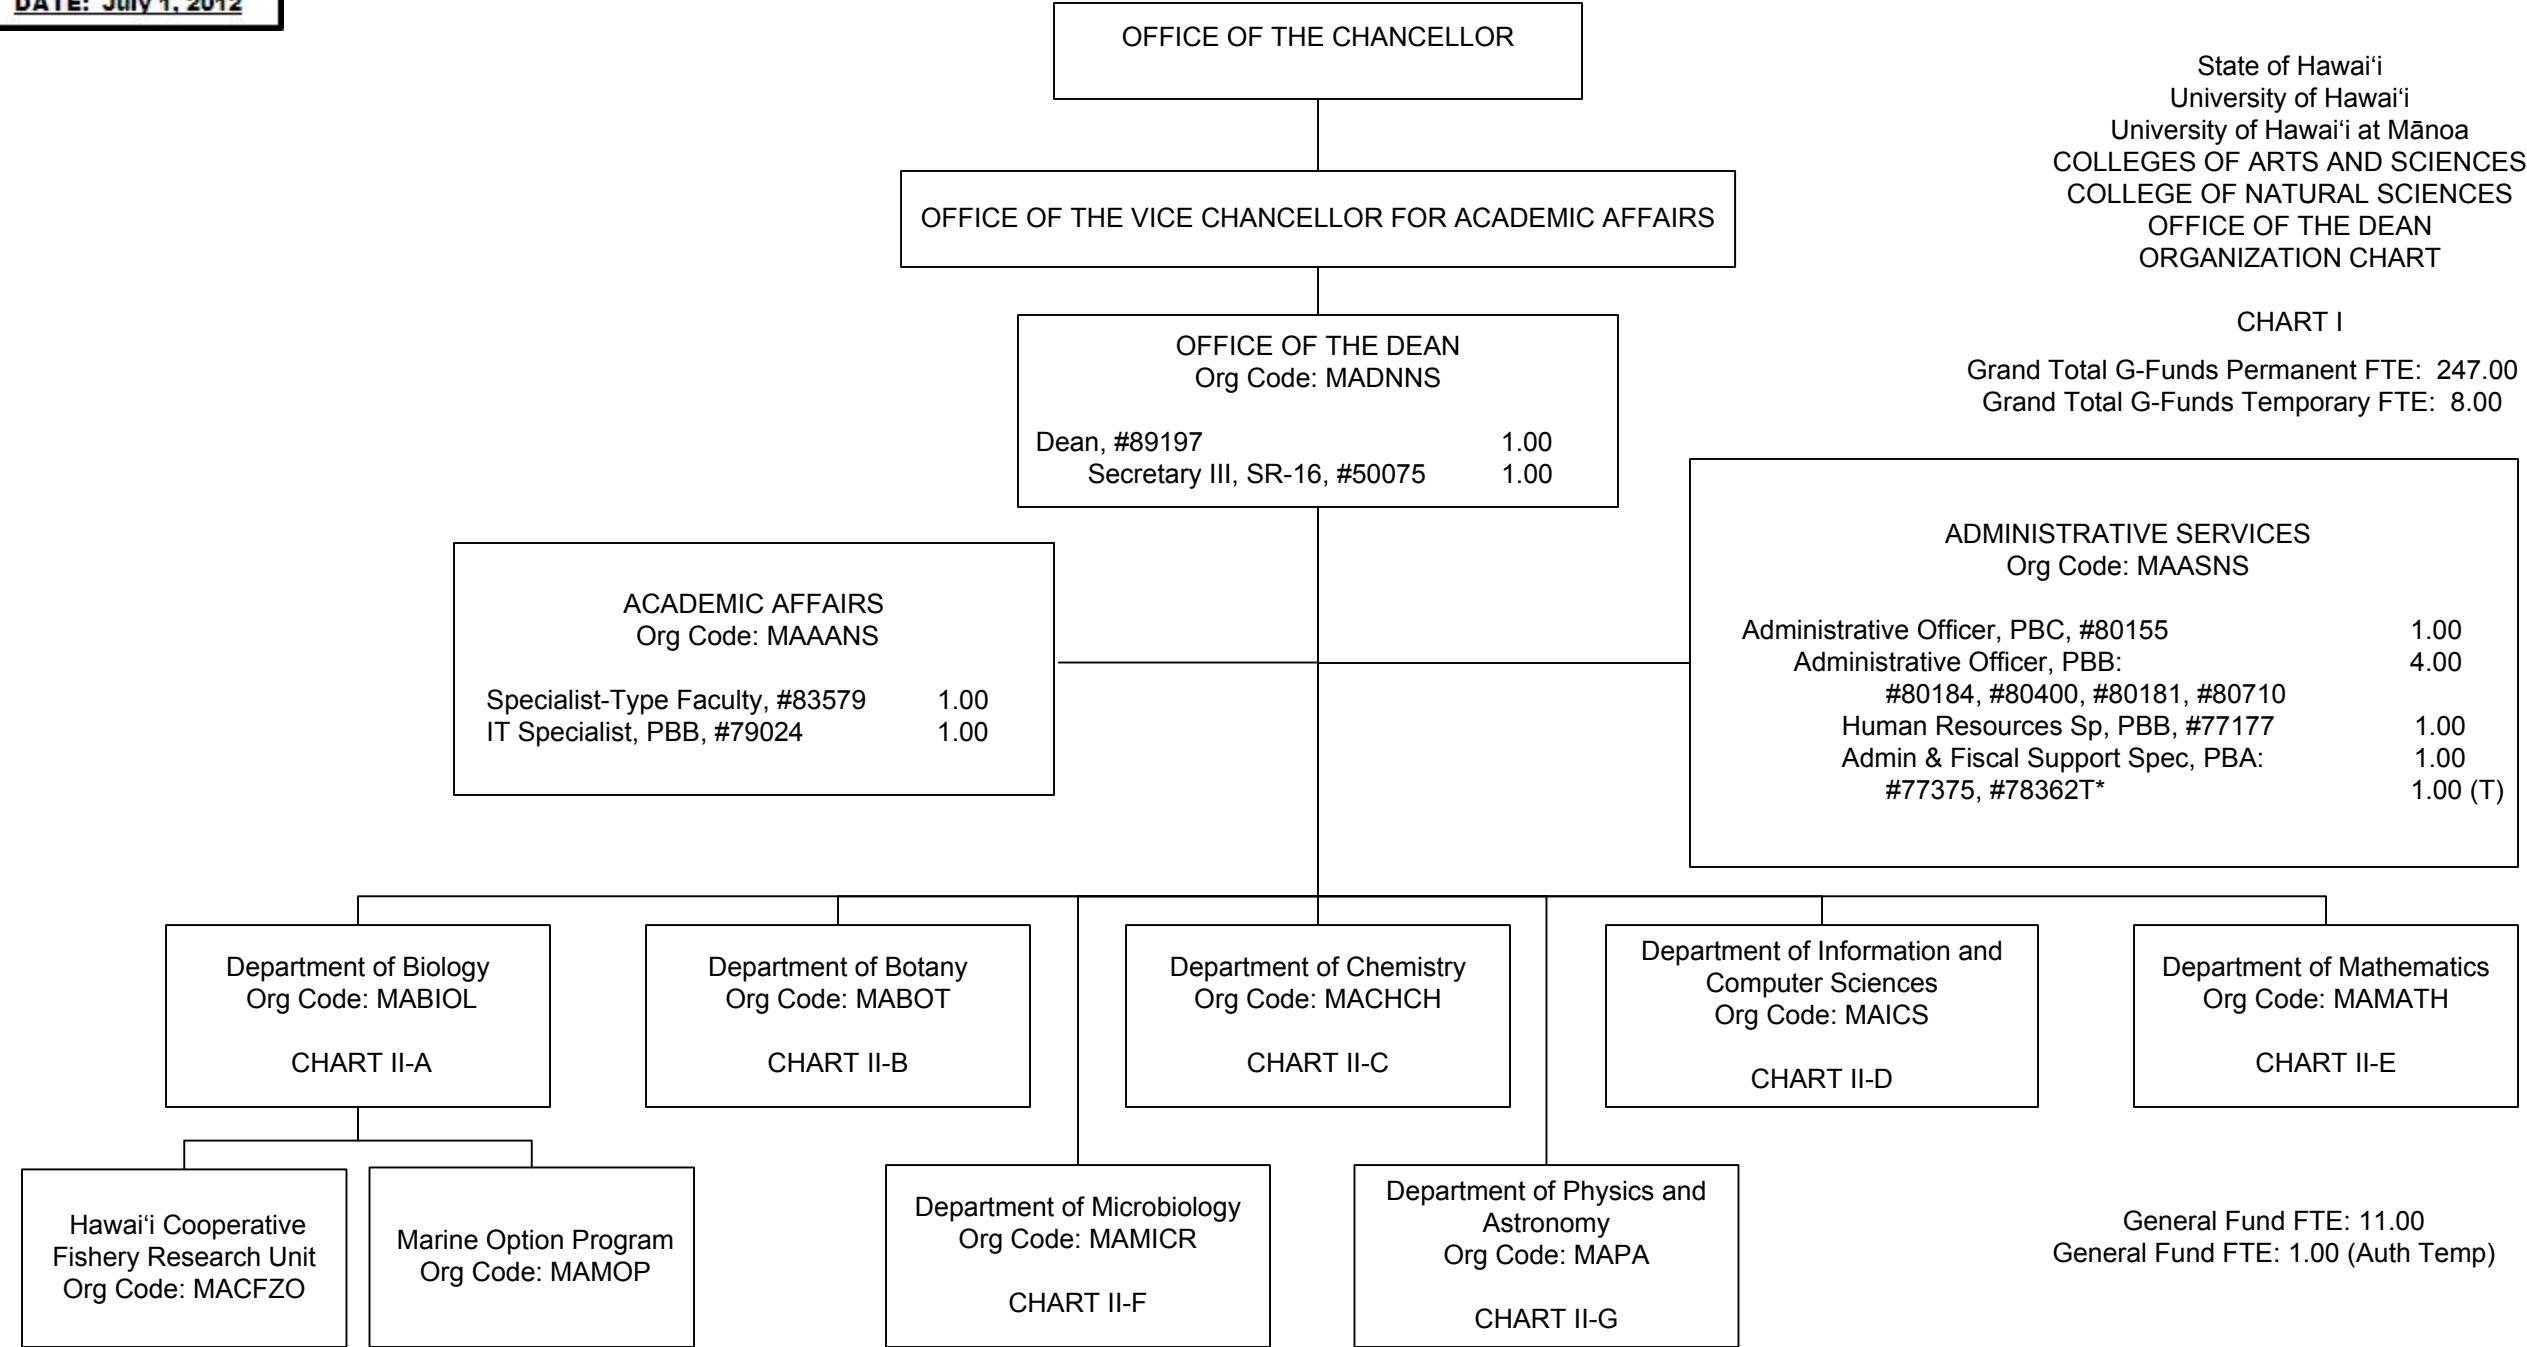 DATE: July 1, 2012
OFFICE OF THE CHANCELLOR
State of Hawaiʻi
University of Hawaiʻi
University of Hawaiʻi at Mānoa
COLLEGES OF ARTS AND SCIENCES
COLLEGE OF NATURAL SCIENCES
OFFICE OF THE DEAN
ORGANIZATION CHART
CHART I
Grand Total G-Funds Permanent FTE: 247.00
Grand Total G-Funds Temporary FTE: 8.00
OFFICE OF THE VICE CHANCELLOR FOR ACADEMIC AFFAIRS
OFFICE OF THE DEAN
Org Code: MADNNS
Dean, #89197 1.00
Secretary III, SR-16, #50075 1.00
ACADEMIC AFFAIRS
Org Code: MAAANS
Specialist-Type Faculty, #83579 1.00
IT Specialist, PBB, #79024 1.00
ADMINISTRATIVE SERVICES
Org Code: MAASNS
Administrative Officer, PBC, #80155 1.00
Administrative Officer, PBB: 4.00
#80184, #80400, #80181, #80710
Human Resources Sp, PBB, #77177 1.00
Admin & Fiscal Support Spec, PBA: 1.00
#77375, #78362T* 1.00 (T)
Department of Biology
Org Code: MABIOL
CHART II-A
Department of Botany
Org Code: MABOT
CHART II-B
Department of Chemistry
Org Code: MACHCH
CHART II-C
Department of Information and
Computer Sciences
Org Code: MAICS
CHART II-D
Department of Mathematics
Org Code: MAMATH
CHART II-E
Hawaiʻi Cooperative
Fishery Research Unit
Org Code: MACFZO
Marine Option Program
Org Code: MAMOP
Department of Microbiology
Org Code: MAMICR
CHART II-F
Department of Physics and
Astronomy
Org Code: MAPA
CHART II-G
General Fund FTE: 11.00
General Fund FTE: 1.00 (Auth Temp)